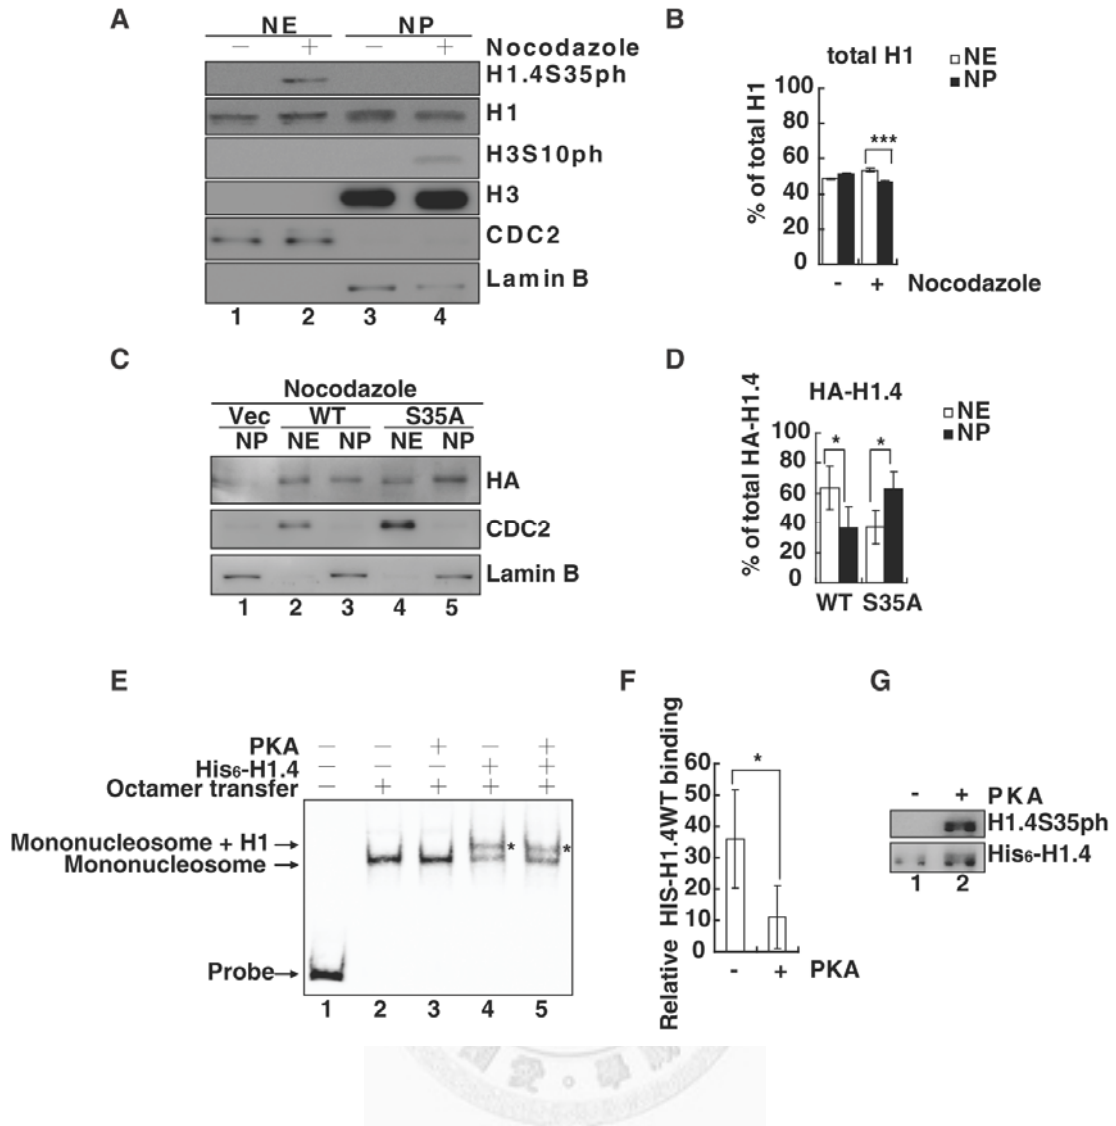 A
NE NP
− + − + Nocodazole
H1.4S35ph
H1
H3S10ph
H3
CDC2
Lamin B
1 2 3 4
B
total H1
NE
NP
% of total H1
100
80
60
40
20
0
***
- + Nocodazole
C
Nocodazole
Vec WT S35A
NP NE NP NE NP
HA
CDC2
Lamin B
1 2 3 4 5
D
HA-H1.4
NE
NP
% of total HA-H1.4
100
80
60
40
20
0
* *
WT S35A
E
PKA − − + − +
His₆-H1.4 − − − + +
Octamer transfer − + + + +
Mononucleosome + H1 → * *
Mononucleosome →
Probe→
1 2 3 4 5
F
Relative HIS-H1.4WT binding
60
50
40
30
20
10
0
*
- + PKA
G
- + PKA
H1.4S35ph
His₆-H1.4
1 2